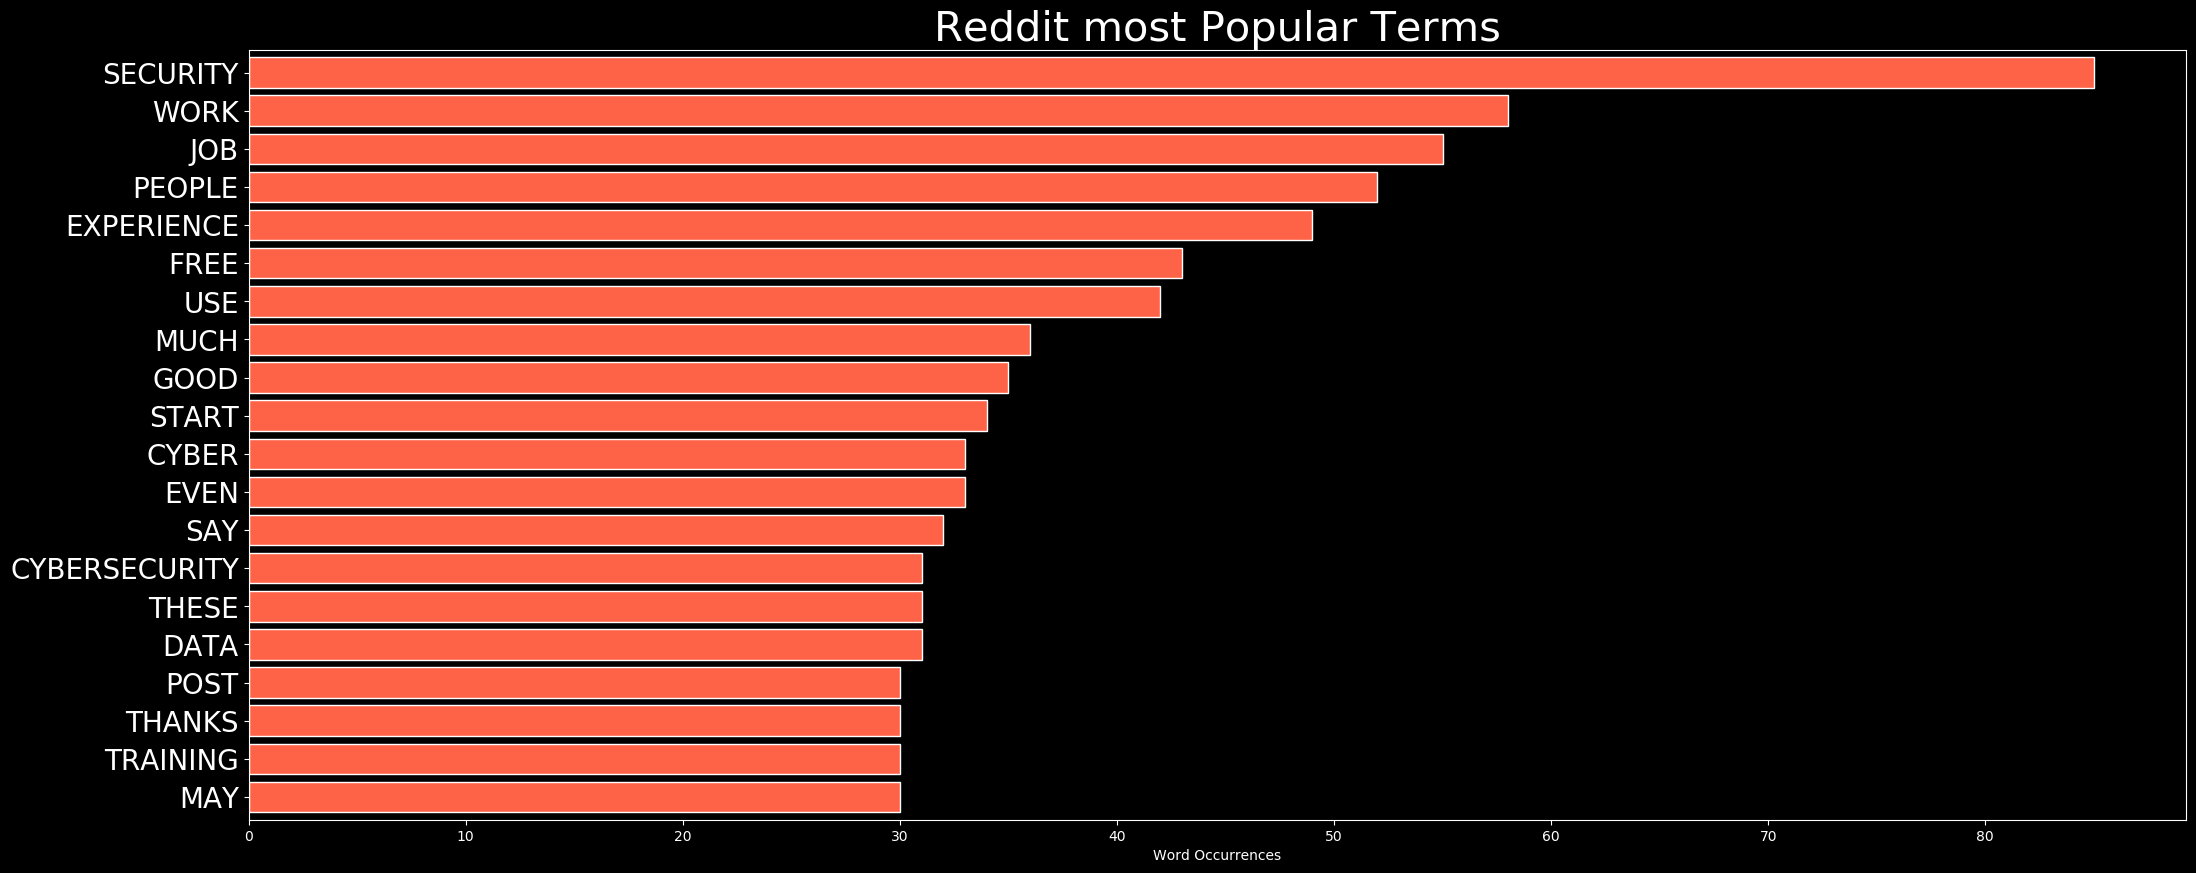 Reddit most Popular Terms
SECURITY
WORK
JOB
PEOPLE
EXPERIENCE
FREE
USE
MUCH
GOOD
START
CYBER
EVEN
SAY
CYBERSECURITY
THESE
DATA
POST
THANKS
TRAINING
MAY
0 10 20 30 40 50 60 70 80
Word Occurrences